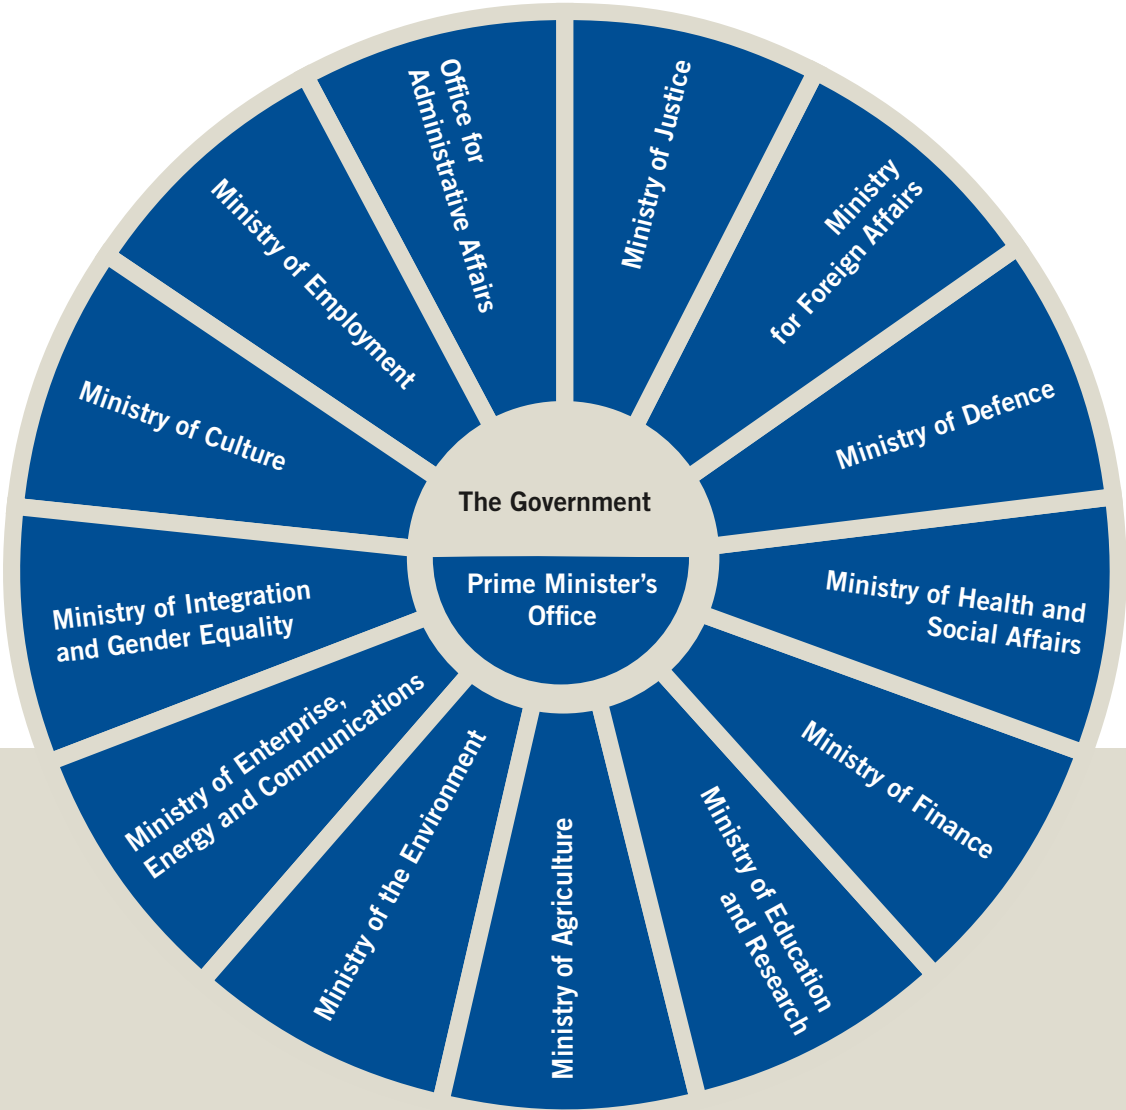 The Government
Prime Minister’s
Office
Ministry of Justice
Ministry
for Foreign Affairs
Ministry of Defence
Ministry of Health and
Social Affairs
Ministry of Finance
Ministry of Education
and Research
Ministry of Agriculture
Ministry of the Environment
Ministry of Enterprise,
Energy and Communications
Ministry of Integration
and Gender Equality
Ministry of Culture
Ministry of Employment
Office for
Administrative Affairs